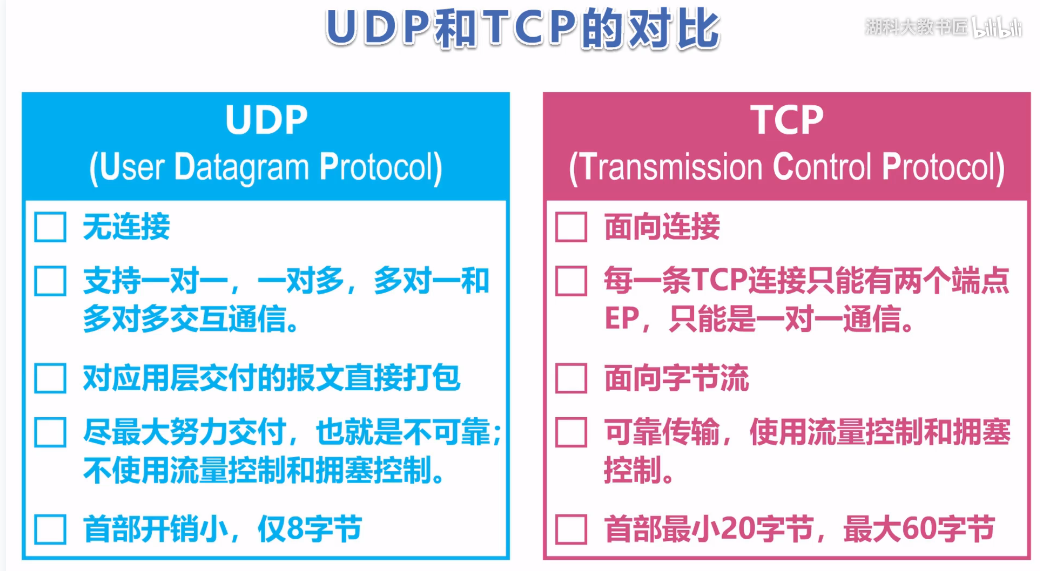 UDP和TCP的对比
湖科大教书匠 bilibili
UDP
(User Datagram Protocol)
无连接
支持一对一，一对多，多对一和
多对多交互通信。
对应用层交付的报文直接打包
尽最大努力交付，也就是不可靠；
不使用流量控制和拥塞控制。
首部开销小，仅8字节
TCP
(Transmission Control Protocol)
面向连接
每一条TCP连接只能有两个端点
EP，只能是一对一通信。
面向字节流
可靠传输，使用流量控制和拥塞
控制。
首部最小20字节，最大60字节